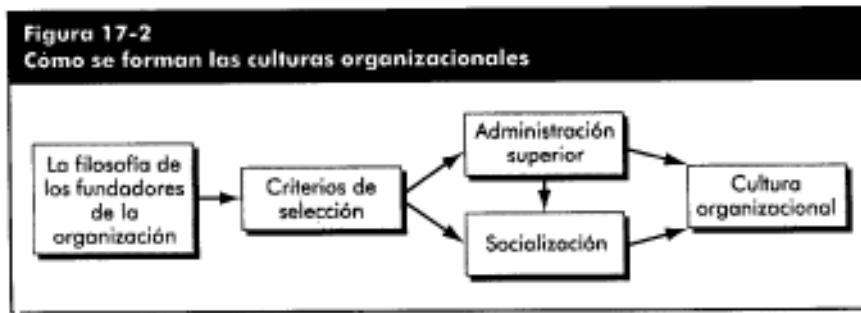 Figura 17-2
Cómo se forman las culturas organizacionales
La filosofía de
los fundadores
de la
organización
Criterios de
selección
Administración
superior
Socialización
Cultura
organizacional